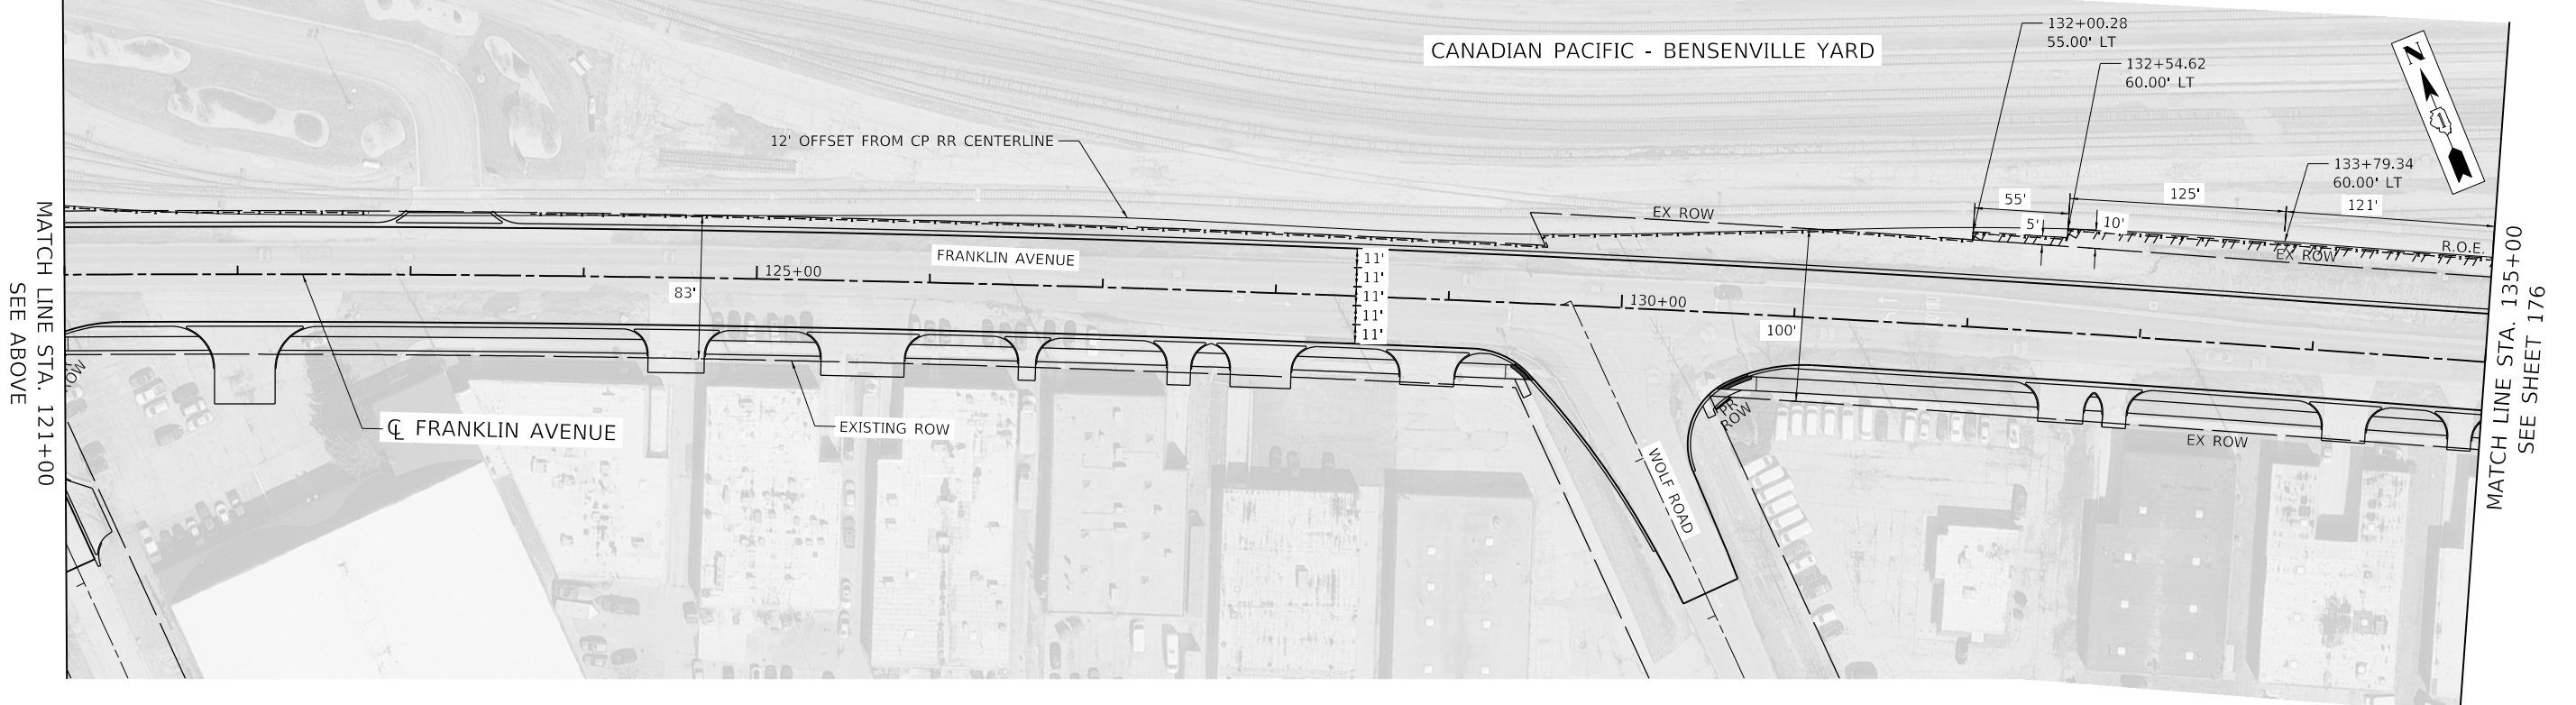 132+00.28
55.00' LT
CANADIAN PACIFIC - BENSENVILLE YARD
132+54.62
60.00' LT
N
12' OFFSET FROM CP RR CENTERLINE
133+79.34
60.00' LT
55'
125'
121'
EX ROW
5'
10'
R.O.E.
EX ROW
MATCH LINE STA. 121+00
SEE ABOVE
FRANKLIN AVENUE
125+00
11'
11'
11'
11'
11'
83'
130+00
100'
ROW
℄ FRANKLIN AVENUE
EXISTING ROW
PR
ROW
WOLF ROAD
EX ROW
MATCH LINE STA. 135+00
SEE SHEET 176